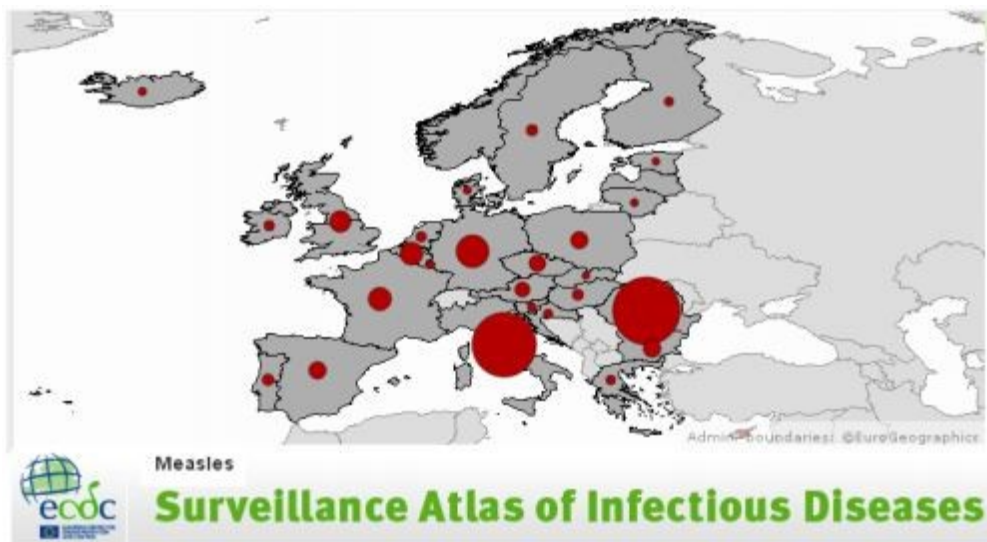 Admin. boundaries: ©EuroGeographics
Measles
Surveillance Atlas of Infectious Diseases
ecdc